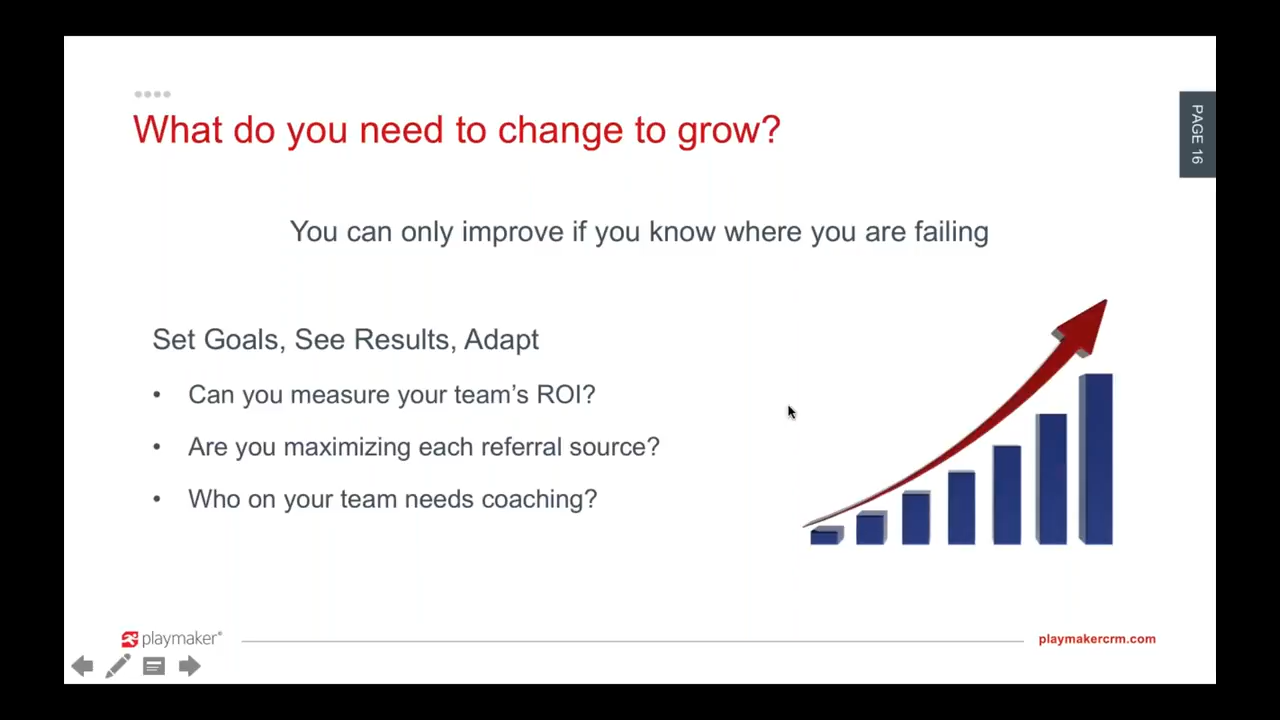 What do you need to change to grow?
PAGE 16
You can only improve if you know where you are failing
Set Goals, See Results, Adapt
• Can you measure your team's ROI?
• Are you maximizing each referral source?
• Who on your team needs coaching?
playmaker®
playmakercrm.com